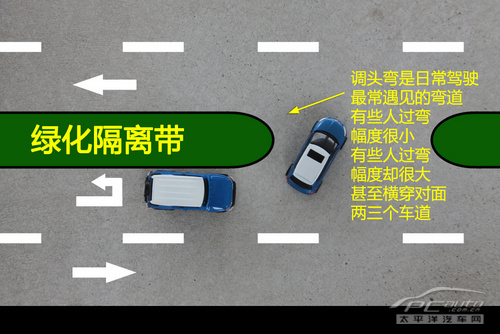 调头弯是日常驾驶
最常遇见的弯道
有些人过弯
幅度很小
有些人过弯
幅度却很大
甚至横穿对面
两三个车道
绿化隔离带
PCauto
.com.cn
太平洋汽车网